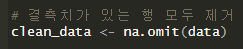 # 결측치가 있는 행 모두 제거
clean_data <- na.omit(data)